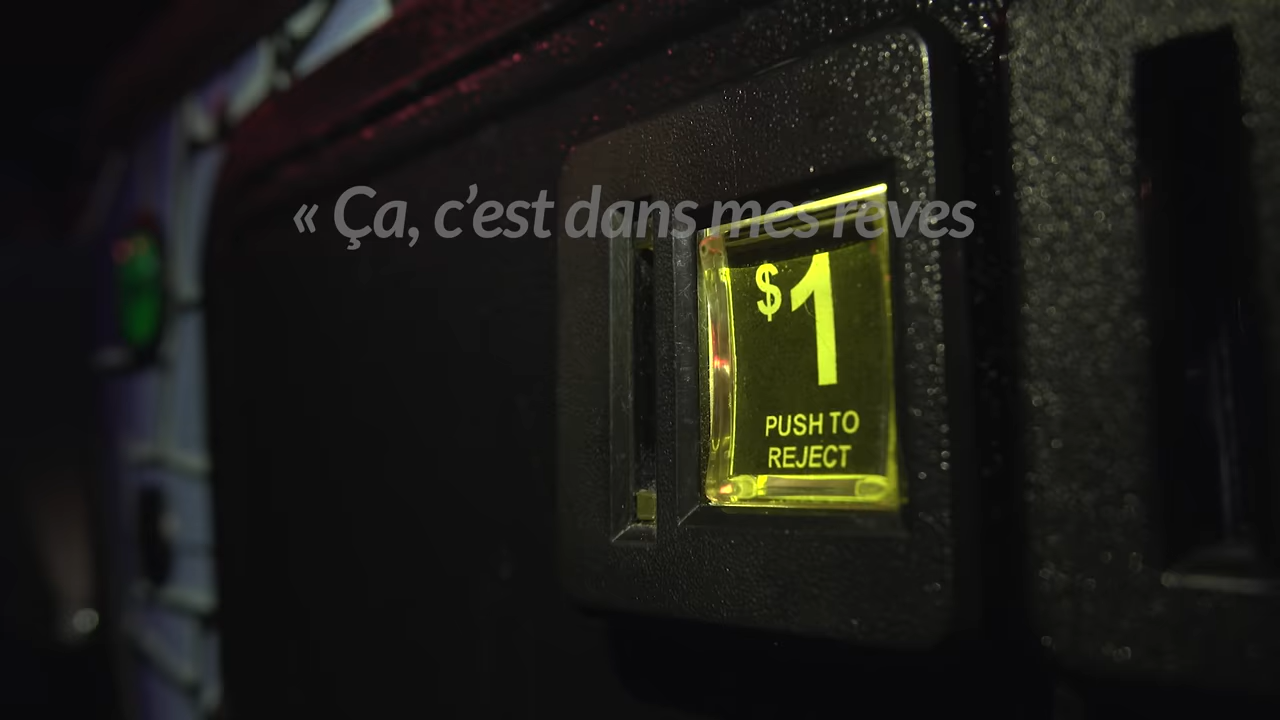 « Ça, c’est dans mes rêves
$1
PUSH TO
REJECT